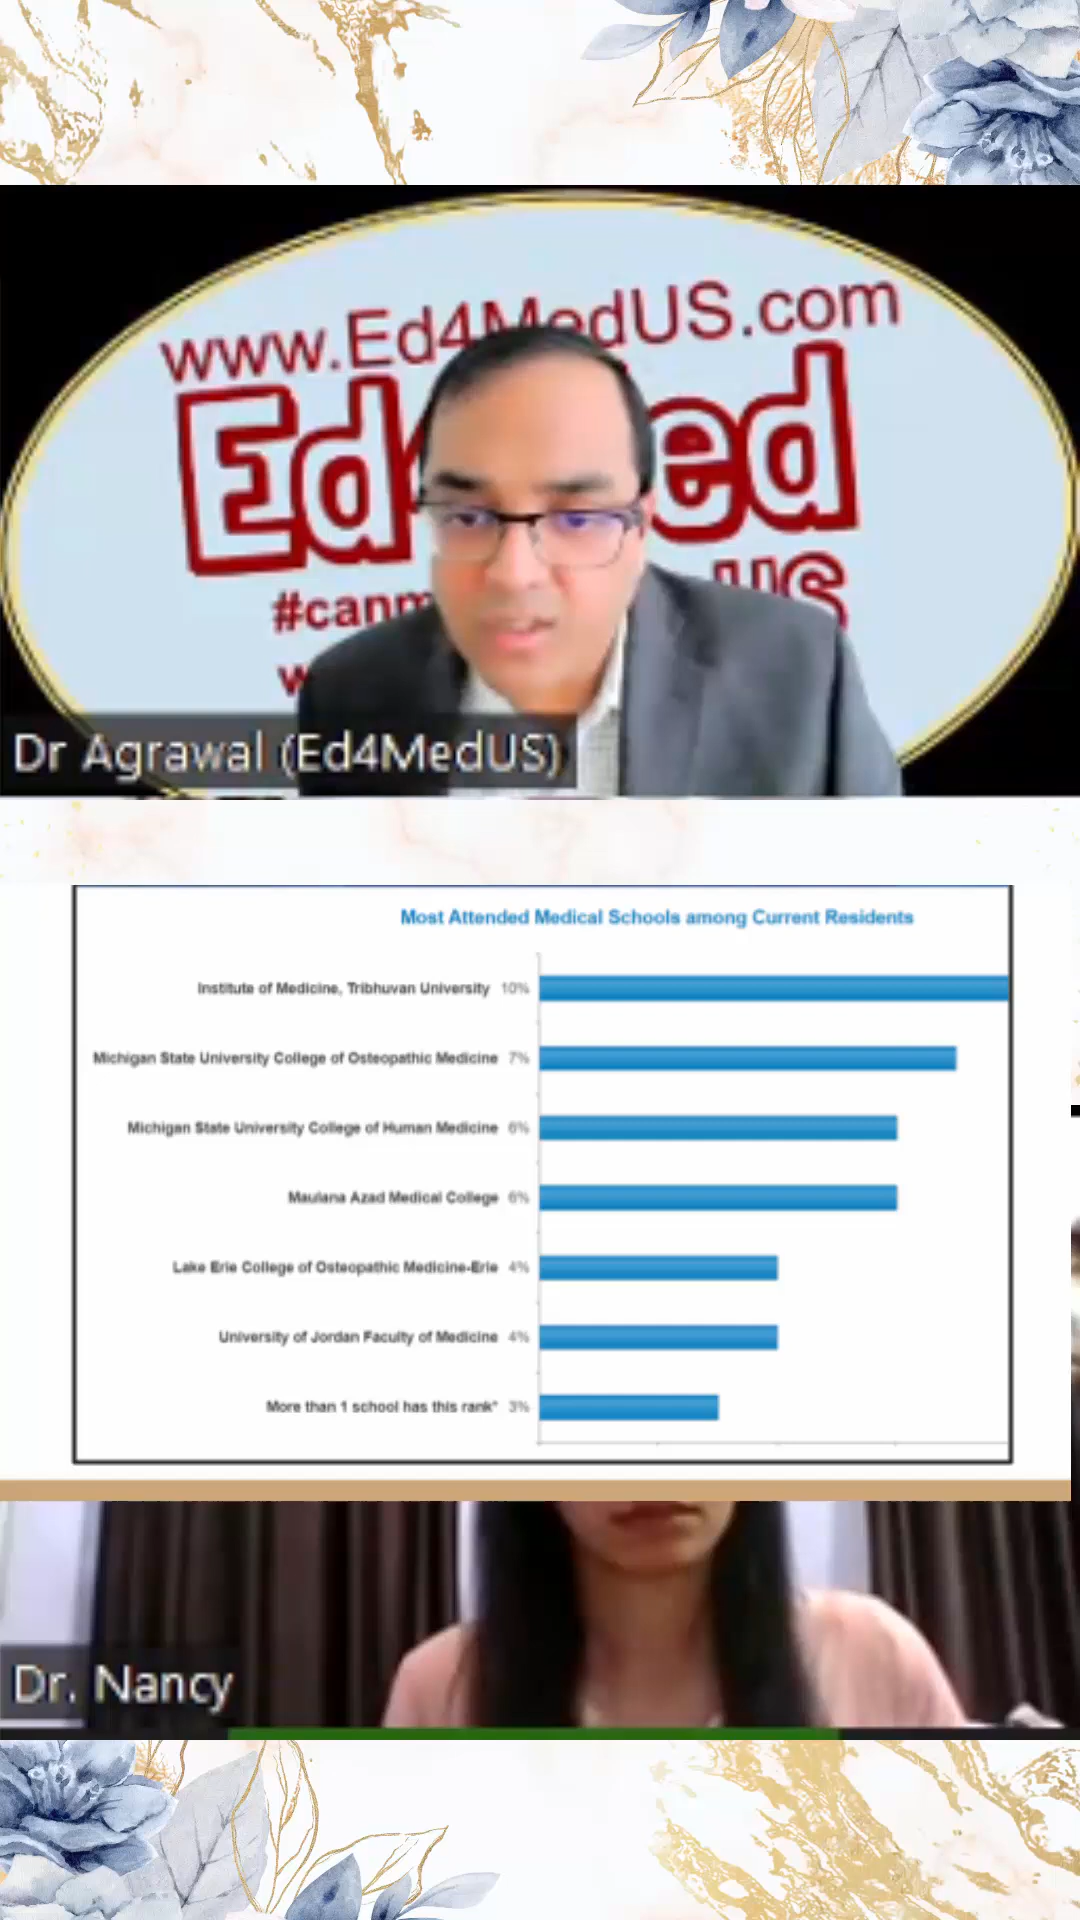 www.Ed4MedUS.com
Ed4Med
US
#canm
w
Dr Agrawal (Ed4MedUS)
Most Attended Medical Schools among Current Residents
Institute of Medicine, Tribhuvan University 10%
Michigan State University College of Osteopathic Medicine 7%
Michigan State University College of Human Medicine 6%
Maulana Azad Medical College 6%
Lake Erie College of Osteopathic Medicine-Erie 4%
University of Jordan Faculty of Medicine 4%
More than 1 school has this rank* 3%
Dr. Nancy